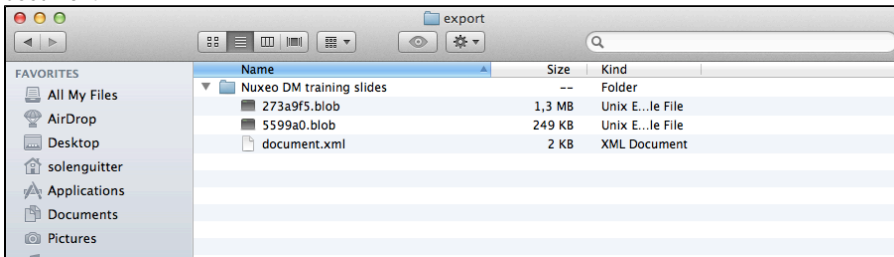 export
Name Size Kind
FAVORITES
Nuxeo DM training slides -- Folder
All My Files
273a9f5.blob 1,3 MB Unix E...le File
AirDrop
5599a0.blob 249 KB Unix E...le File
Desktop
document.xml 2 KB XML Document
solenguitter
Applications
Documents
Pictures